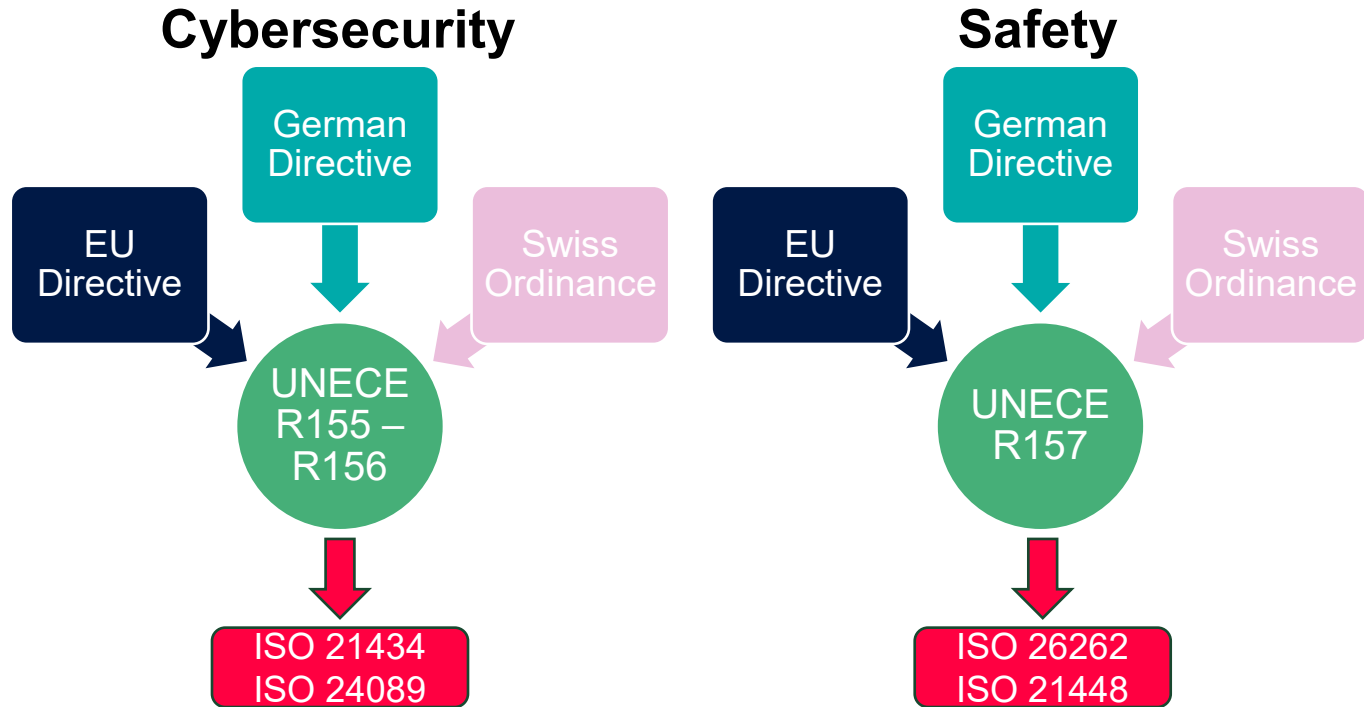 Cybersecurity
German
Directive
EU
Directive
Swiss
Ordinance
UNECE
R155 –
R156
ISO 21434
ISO 24089
Safety
German
Directive
EU
Directive
Swiss
Ordinance
UNECE
R157
ISO 26262
ISO 21448